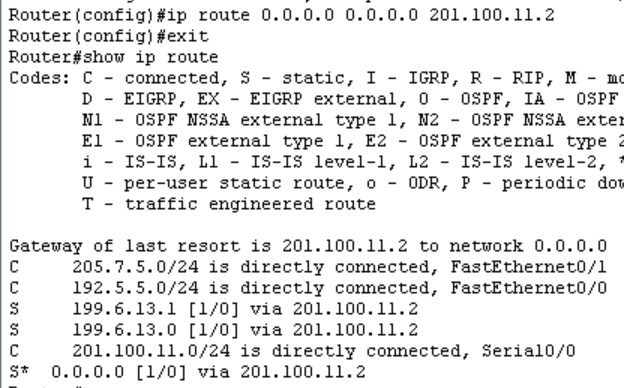 Router(config)#ip route 0.0.0.0 0.0.0.0 201.100.11.2
Router(config)#exit
Router#show ip route
Codes: C - connected, S - static, I - IGRP, R - RIP, M - mo
D - EIGRP, EX - EIGRP external, O - OSPF, IA - OSPF
N1 - OSPF NSSA external type 1, N2 - OSPF NSSA exter
E1 - OSPF external type 1, E2 - OSPF external type 2
i - IS-IS, L1 - IS-IS level-1, L2 - IS-IS level-2, *
U - per-user static route, o - ODR, P - periodic dow
T - traffic engineered route
Gateway of last resort is 201.100.11.2 to network 0.0.0.0
C 205.7.5.0/24 is directly connected, FastEthernet0/1
C 192.5.5.0/24 is directly connected, FastEthernet0/0
S 199.6.13.1 [1/0] via 201.100.11.2
S 199.6.13.0 [1/0] via 201.100.11.2
C 201.100.11.0/24 is directly connected, Serial0/0
S* 0.0.0.0 [1/0] via 201.100.11.2